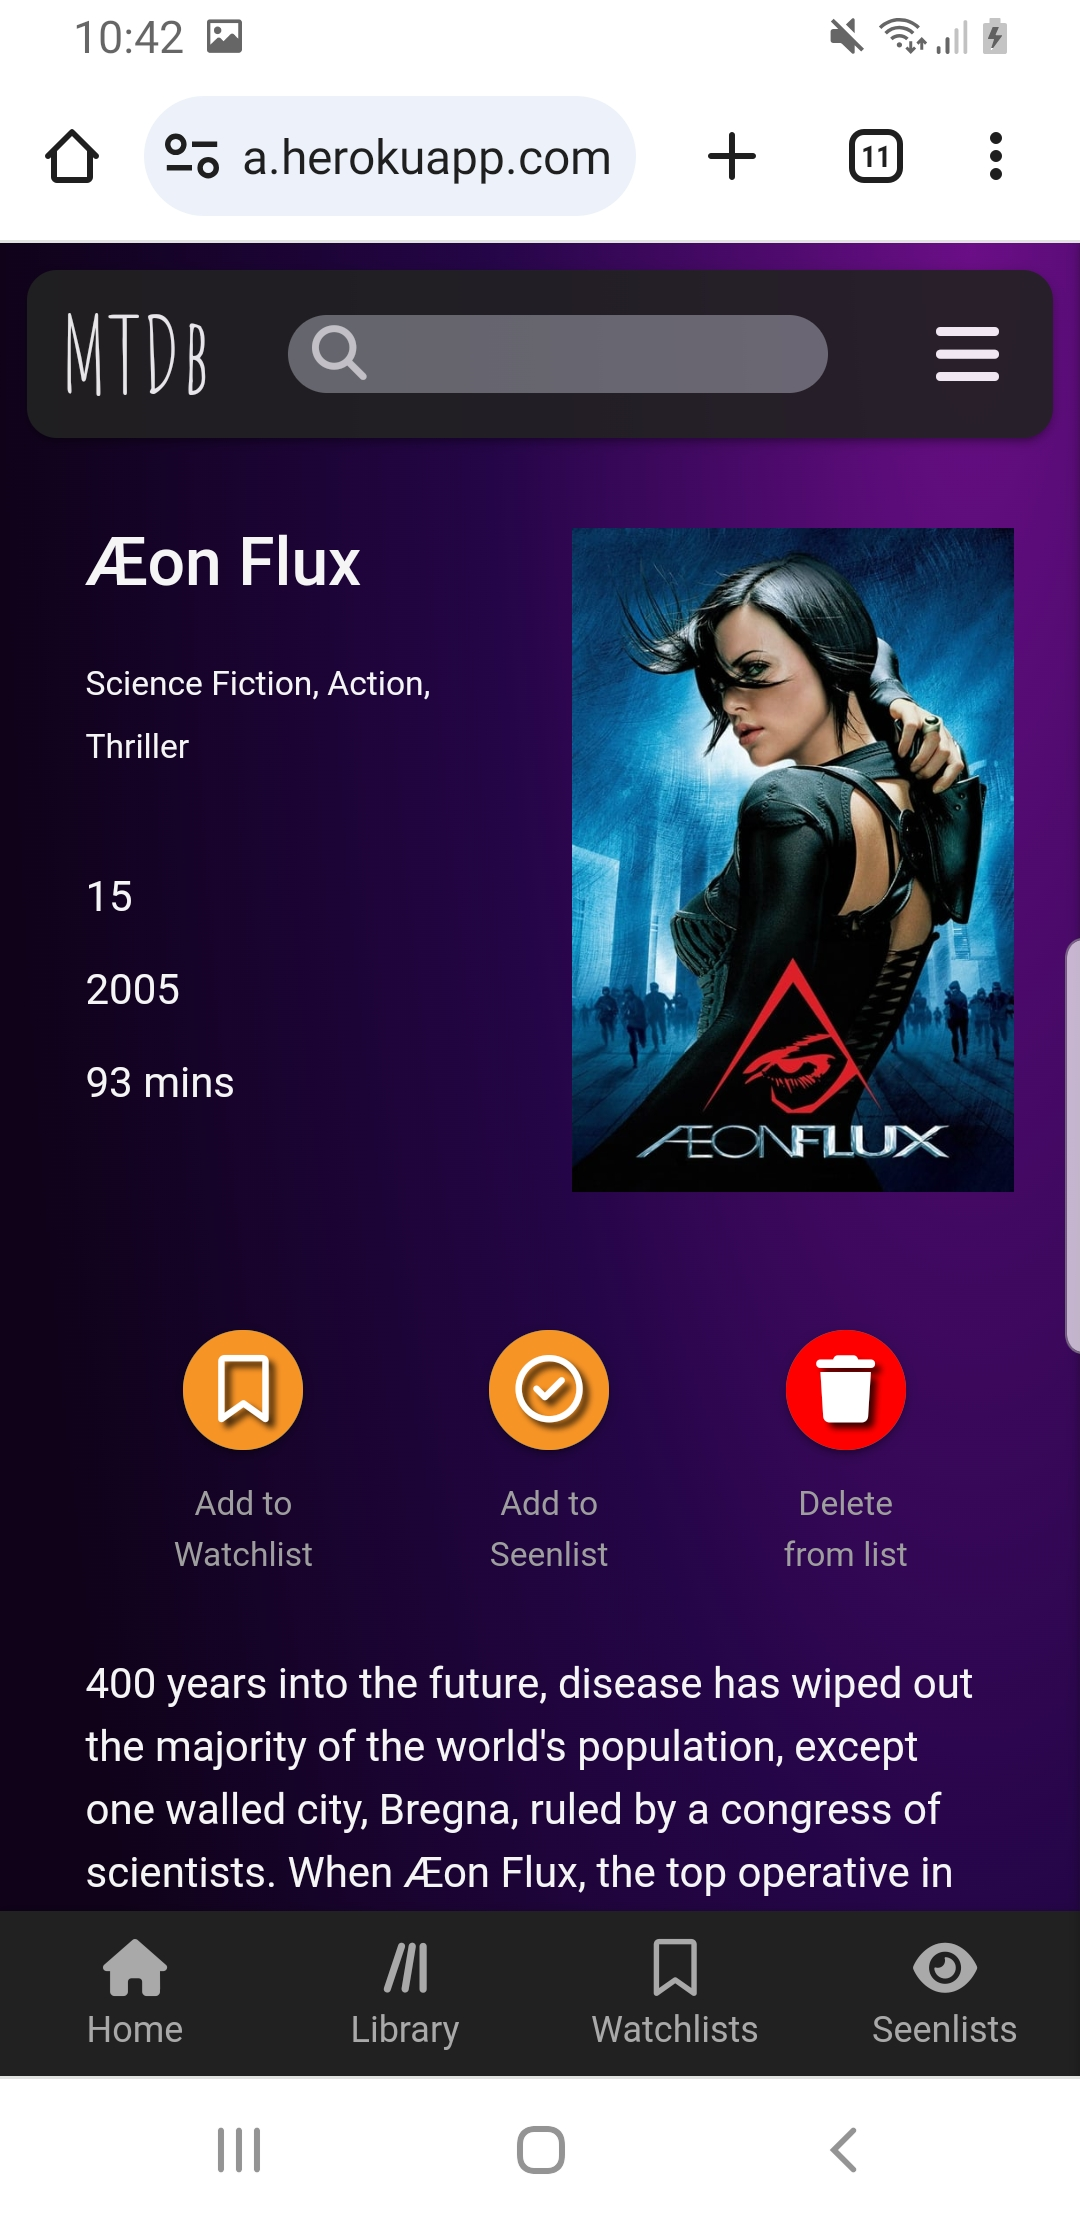 10:42
a.herokuapp.com
11
MTDB
Æon Flux
Science Fiction, Action,
Thriller
15
2005
93 mins
ÆONFLUX
Add to
Watchlist
Add to
Seenlist
Delete
from list
400 years into the future, disease has wiped out
the majority of the world's population, except
one walled city, Bregna, ruled by a congress of
scientists. When Æon Flux, the top operative in
Home
Library
Watchlists
Seenlists